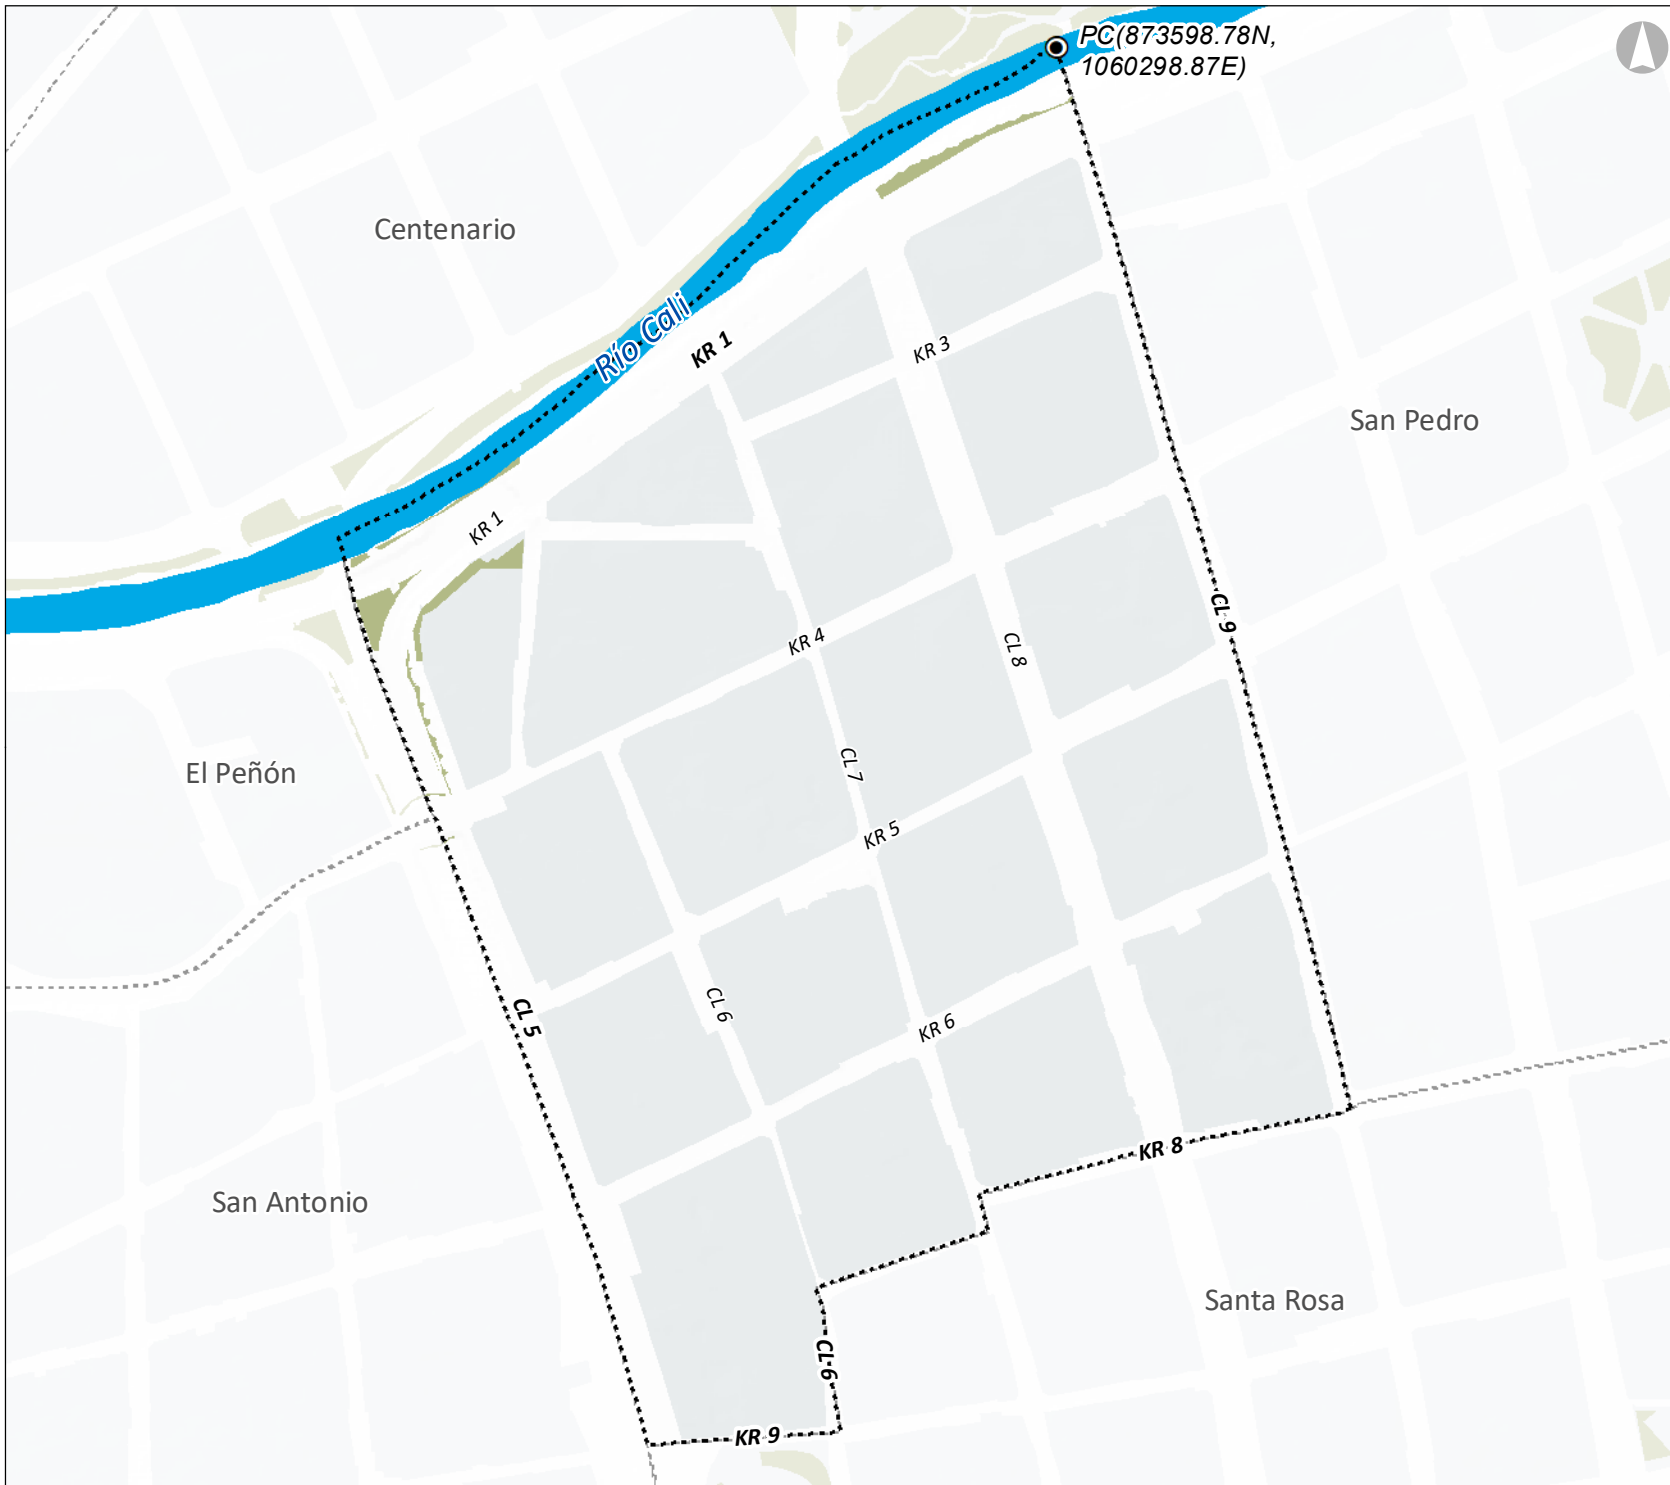 PC(873598.78N,
1060298.87E)
Centenario
Río Cali
KR 1
KR 3
San Pedro
KR 1
CL 9
KR 4
CL 8
CL 7
El Peñón
KR 5
CL 5
CL 6
KR 6
KR 8
San Antonio
Santa Rosa
CL 6
KR 9